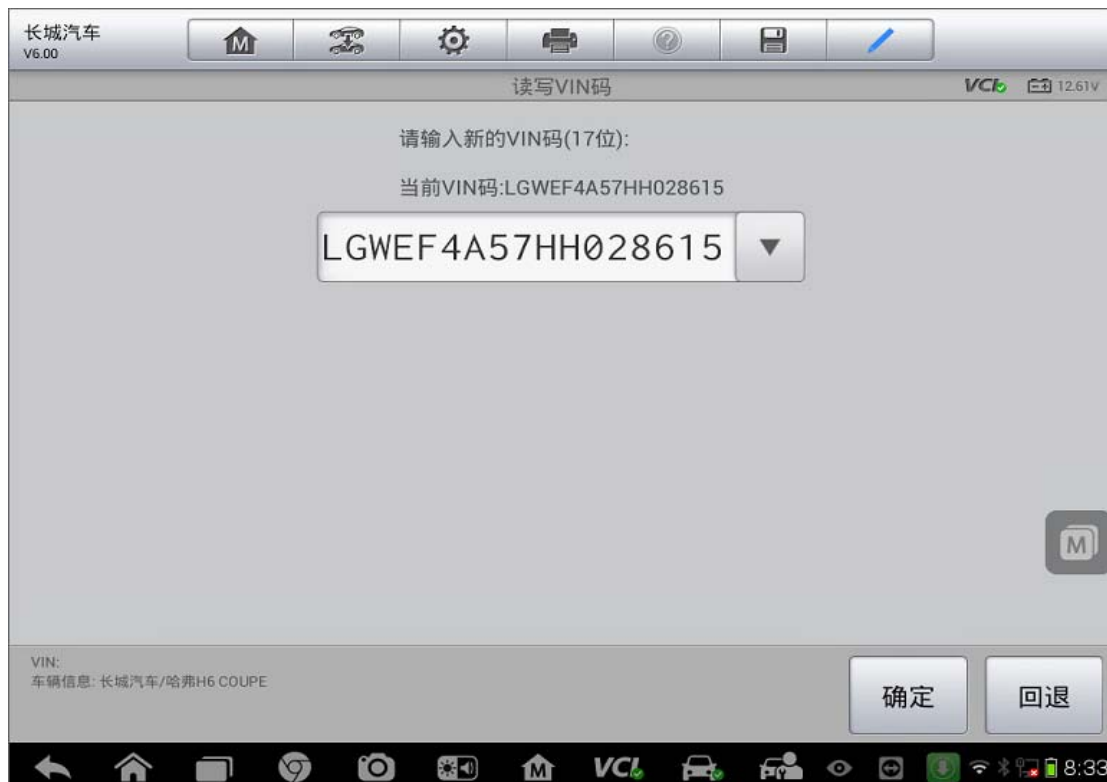 长城汽车
V6.00
M
读写VIN码
VCI
12.61V
请输入新的VIN码(17位):
当前VIN码:LGWEF4A57HH028615
LGWEF4A57HH028615
M
VIN:
车辆信息: 长城汽车/哈弗H6 COUPE
确定
回退
M
VCI
8:33